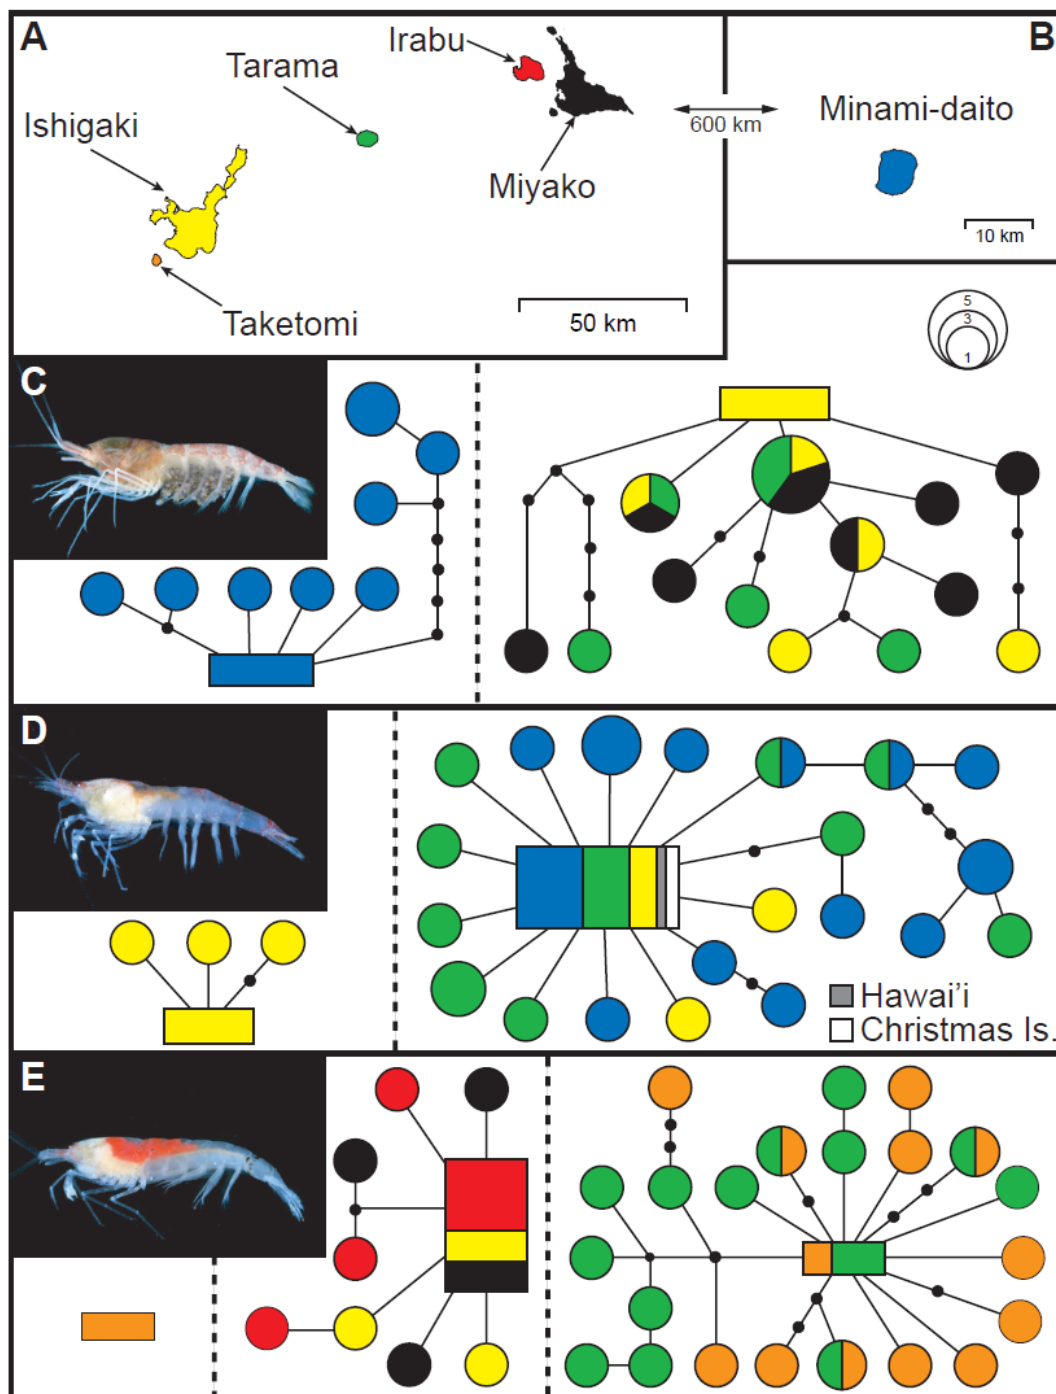 A
Irabu
Tarama
Ishigaki
Miyako
Taketomi
50 km
600 km
B
Minami-daito
10 km
5
3
1
C
D
Hawai'i
Christmas Is.
E